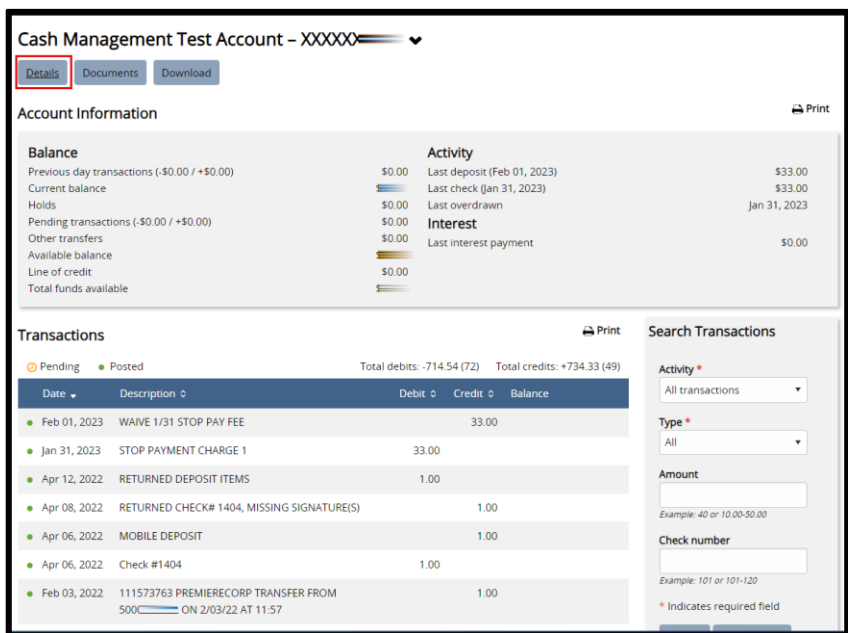 Cash Management Test Account – XXXXXX
Details Documents Download
Account Information Print
Balance
Previous day transactions (-$0.00 / +$0.00) $0.00
Current balance
Holds $0.00
Pending transactions (-$0.00 / +$0.00) $0.00
Other transfers $0.00
Available balance
Line of credit $0.00
Total funds available
Activity
Last deposit (Feb 01, 2023) $33.00
Last check (Jan 31, 2023) $33.00
Last overdrawn Jan 31, 2023
Interest
Last interest payment $0.00
Transactions Print
Pending Posted Total debits: -714.54 (72) Total credits: +734.33 (49)
Date Description Debit Credit Balance
Feb 01, 2023 WAIVE 1/31 STOP PAY FEE 33.00
Jan 31, 2023 STOP PAYMENT CHARGE 1 33.00
Apr 12, 2022 RETURNED DEPOSIT ITEMS 1.00
Apr 08, 2022 RETURNED CHECK# 1404, MISSING SIGNATURE(S) 1.00
Apr 06, 2022 MOBILE DEPOSIT 1.00
Apr 06, 2022 Check #1404 1.00
Feb 03, 2022 111573763 PREMIERECORP TRANSFER FROM 1.00
500 ON 2/03/22 AT 11:57
Search Transactions
Activity *
All transactions
Type *
All
Amount
Example: 40 or 10.00-50.00
Check number
Example: 101 or 101-120
* Indicates required field